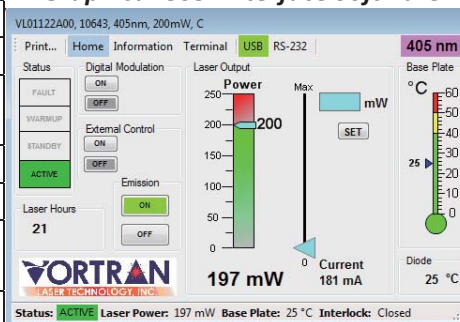 VL01122A00, 10643, 405nm, 200mW, C
Print... Home Information Terminal USB RS-232 405 nm
Status
FAULT
WARMUP
STANDBY
ACTIVE
Laser Hours
21
Digital Modulation
ON
OFF
External Control
ON
OFF
Emission
ON
OFF
Laser Output
Power
250
200
200
150
100
50
0
197 mW
Max
0
mW
SET
Current
181 mA
Base Plate
°C
60
50
40
30
20
10
0
25
Diode
25 °C
VORTRAN
LASER TECHNOLOGY, INC.
Status: ACTIVE Laser Power: 197 mW Base Plate: 25 °C Interlock: Closed